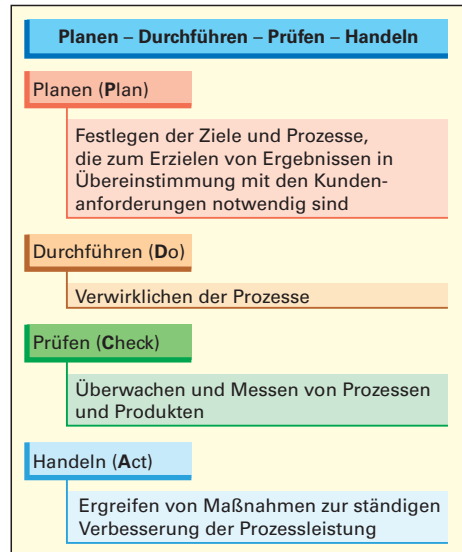 Planen – Durchführen – Prüfen – Handeln
Planen (Plan)
Festlegen der Ziele und Prozesse,
die zum Erzielen von Ergebnissen in
Übereinstimmung mit den Kunden-
anforderungen notwendig sind
Durchführen (Do)
Verwirklichen der Prozesse
Prüfen (Check)
Überwachen und Messen von Prozessen
und Produkten
Handeln (Act)
Ergreifen von Maßnahmen zur ständigen
Verbesserung der Prozessleistung